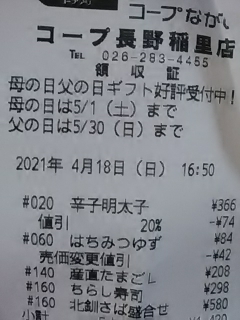 コープなが
コープ長野稲里店
TEL 026-283-4455
領収証
母の日父の日ギフト好評受付中!
母の日は5/1(土)まで
父の日は5/30(日)まで
2021年 4月18日(日) 16:50
#020 辛子明太子 ¥366
値引 20% -¥74
#060 はちみつゆず ¥84
売価変更値引 -¥42
#140 産直たまごL ¥208
#160 ちらし寿司 ¥298
#160 北釧さば盛合せ ¥580
小計